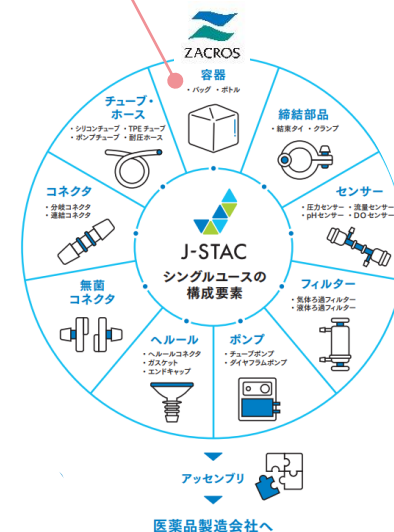 ZACROS
容器
・バッグ ・ボトル
締結部品
・結束タイ ・クランプ
センサー
・圧力センサー ・流量センサー
・pHセンサー ・DOセンサー
フィルター
・気体ろ過フィルター
・液体ろ過フィルター
ポンプ
・チューブポンプ
・ダイヤフラムポンプ
ヘルール
・ヘルールコネクタ
・ガスケット
・エンドキャップ
無菌
コネクタ
コネクタ
・分岐コネクタ
・連結コネクタ
チューブ・
ホース
・シリコンチューブ ・TPEチューブ
・ポンプチューブ ・耐圧ホース
J-STAC
シングルユースの
構成要素
アッセンブリ
医薬品製造会社へ